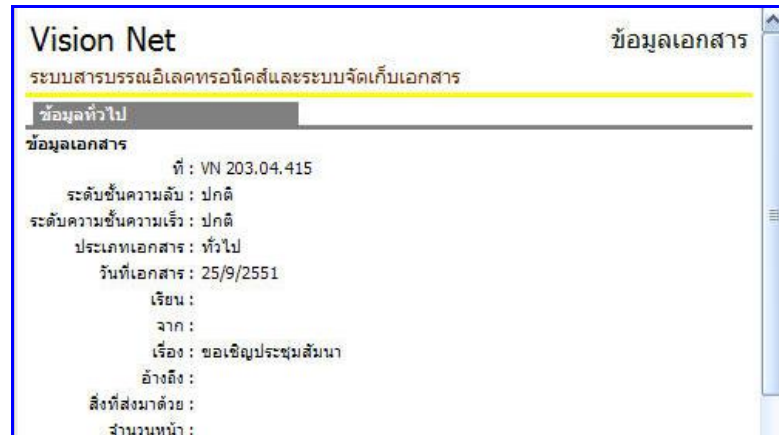 Vision Net
ข้อมูลเอกสาร
ระบบสารบรรณอิเลคทรอนิคส์และระบบจัดเก็บเอกสาร
ข้อมูลทั่วไป
ข้อมูลเอกสาร
ที่ : VN 203.04.415
ระดับชั้นความลับ : ปกติ
ระดับความชั้นความเร็ว : ปกติ
ประเภทเอกสาร : ทั่วไป
วันที่เอกสาร : 25/9/2551
เรียน :
จาก :
เรื่อง : ขอเชิญประชุมสัมนา
อ้างถึง :
สิ่งที่ส่งมาด้วย :
จำนวนหน้า :